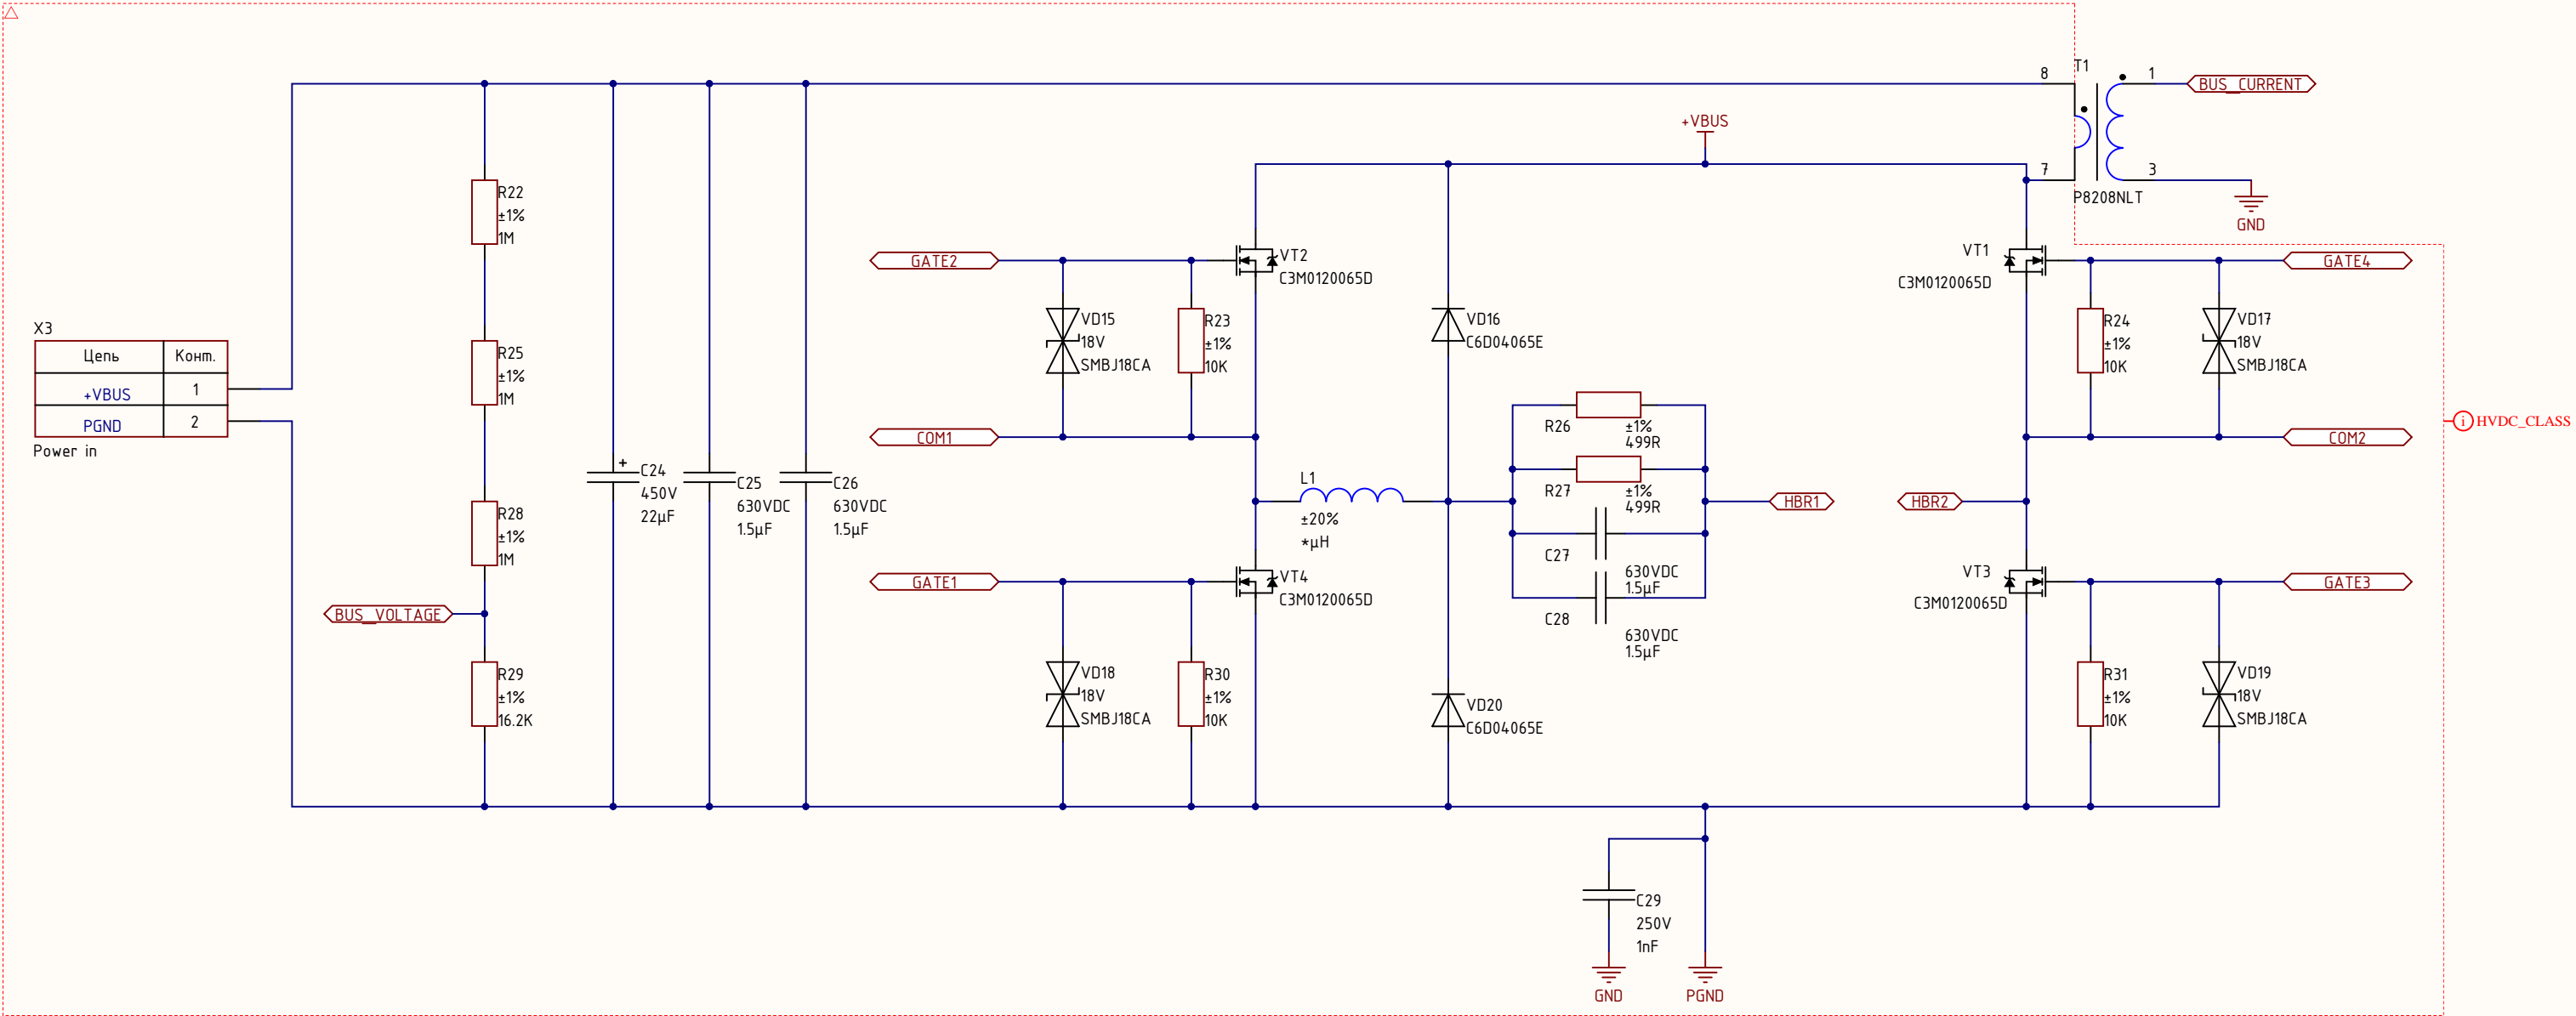 T1
8
1
BUS_CURRENT
+VBUS
7
3
P8208NLT
GND
R22
±1%
1M
GATE2
VT2
C3M0120065D
VT1
C3M0120065D
GATE4
X3
Цепь
Конт.
+VBUS
1
PGND
2
Power in
R25
±1%
1M
VD15
18V
SMBJ18CA
R23
±1%
10K
VD16
C6D04065E
R24
±1%
10K
VD17
18V
SMBJ18CA
COM1
R26
±1%
499R
COM2
HVDC_CLASS
C24
450V
22µF
C25
630VDC
1.5µF
C26
630VDC
1.5µF
L1
±20%
*µH
R27
±1%
499R
HBR1
HBR2
R28
±1%
1M
C27
630VDC
1.5µF
GATE1
VT4
C3M0120065D
VT3
C3M0120065D
GATE3
BUS_VOLTAGE
C28
630VDC
1.5µF
R29
±1%
16.2K
VD18
18V
SMBJ18CA
R30
±1%
10K
VD20
C6D04065E
R31
±1%
10K
VD19
18V
SMBJ18CA
C29
250V
1nF
GND
PGND